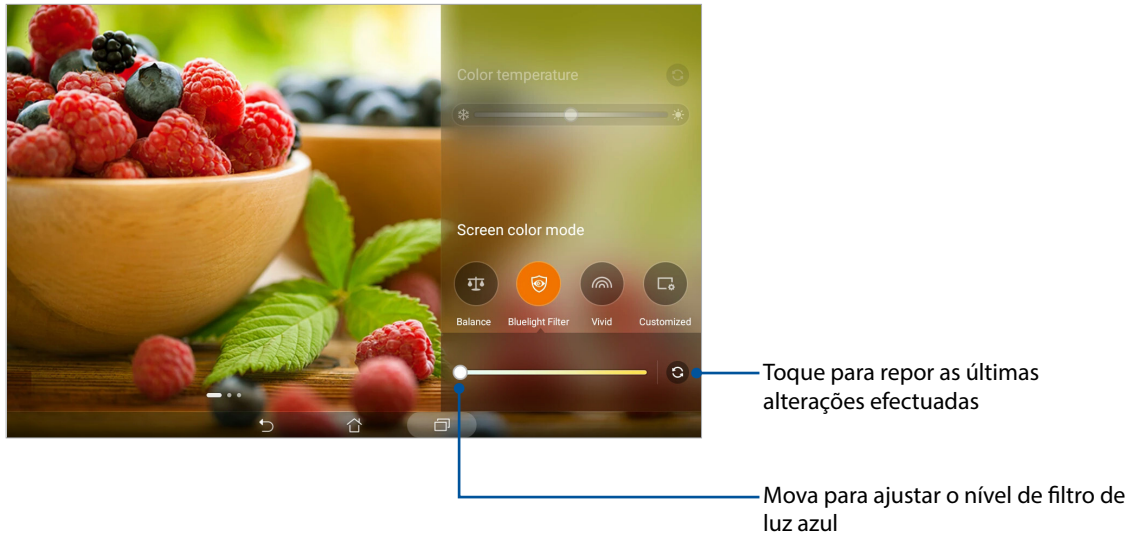 Color temperature
Screen color mode
Balance
Bluelight Filter
Vivid
Customized
Toque para repor as últimas
alterações efectuadas
Mova para ajustar o nível de filtro de
luz azul